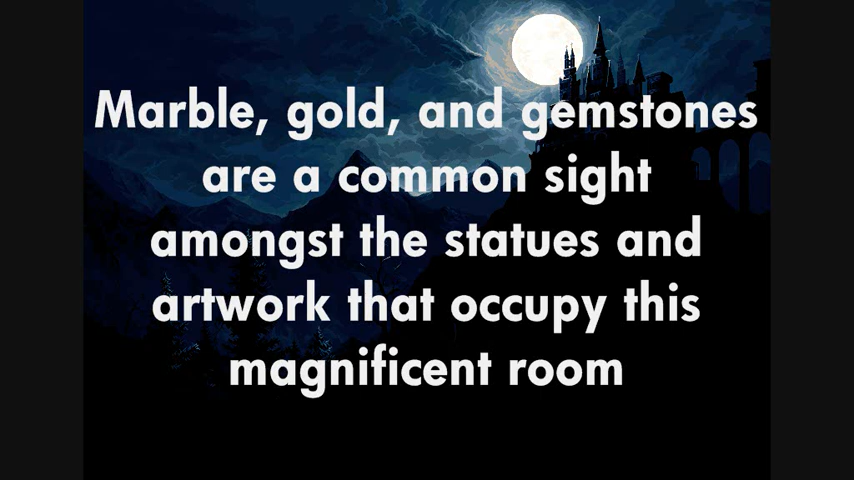 Marble, gold, and gemstones
are a common sight
amongst the statues and
artwork that occupy this
magnificent room